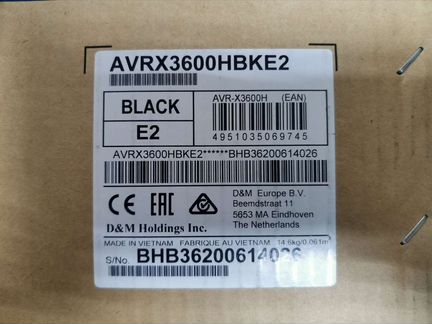 AVRX3600HBKE2
BLACK
E2
AVR-X3600H (EAN)
4951035069745
AVRX3600HBKE2******BHB36200614026
CE EAC
D&M Holdings Inc.
D&M Europe B.V.
Beemdstraat 11
5653 MA Eindhoven
The Netherlands
MADE IN VIETNAM FABRIQUE AU VIETNAM 14.6kg/0.061m³
S/No. BHB36200614026